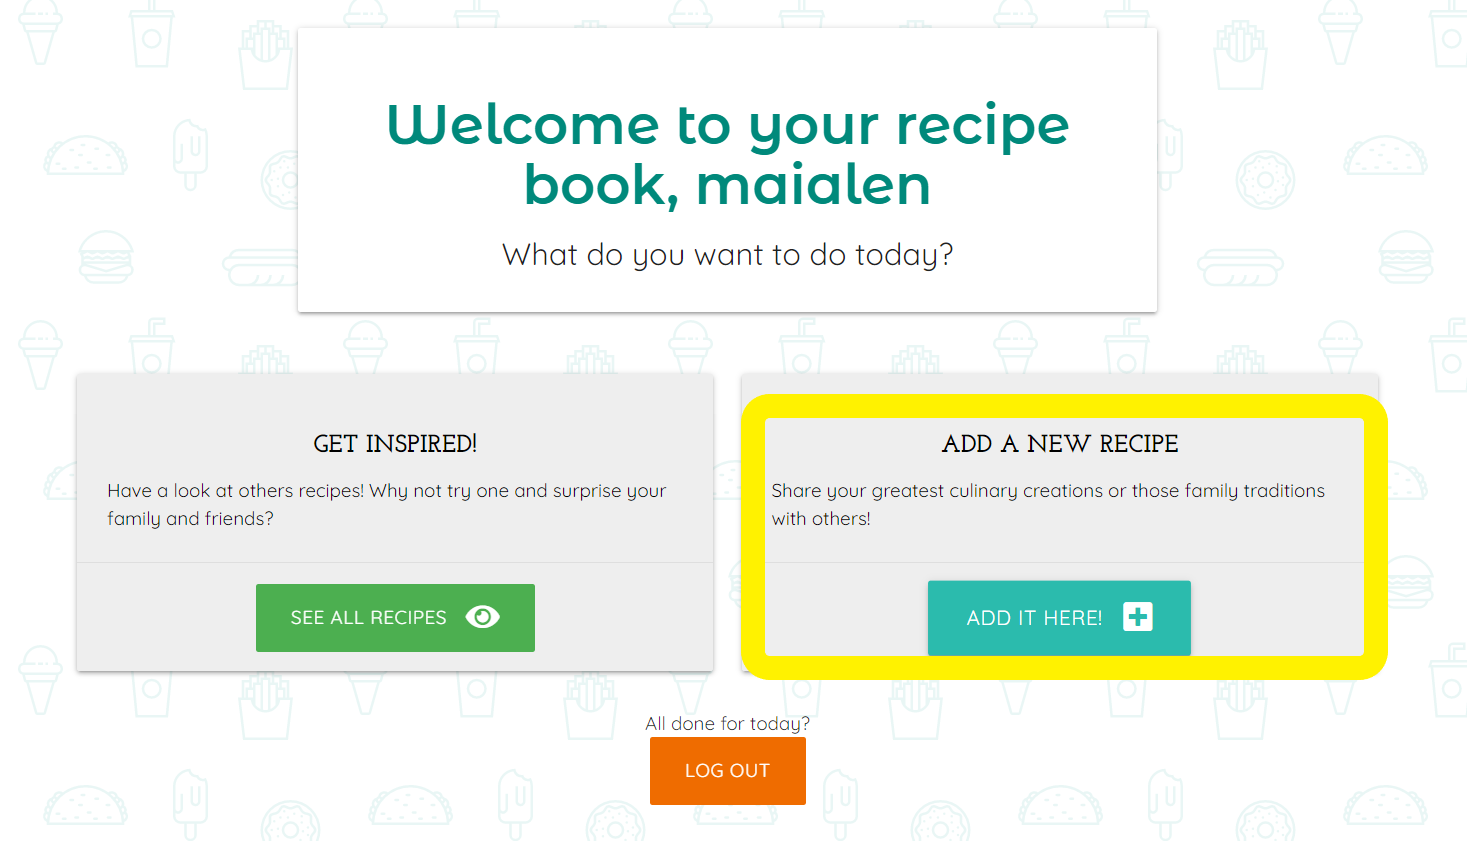 Welcome to your recipe
book, maialen
What do you want to do today?
GET INSPIRED!
Have a look at others recipes! Why not try one and surprise your
family and friends?
SEE ALL RECIPES
ADD A NEW RECIPE
Share your greatest culinary creations or those family traditions
with others!
ADD IT HERE!
All done for today?
LOG OUT